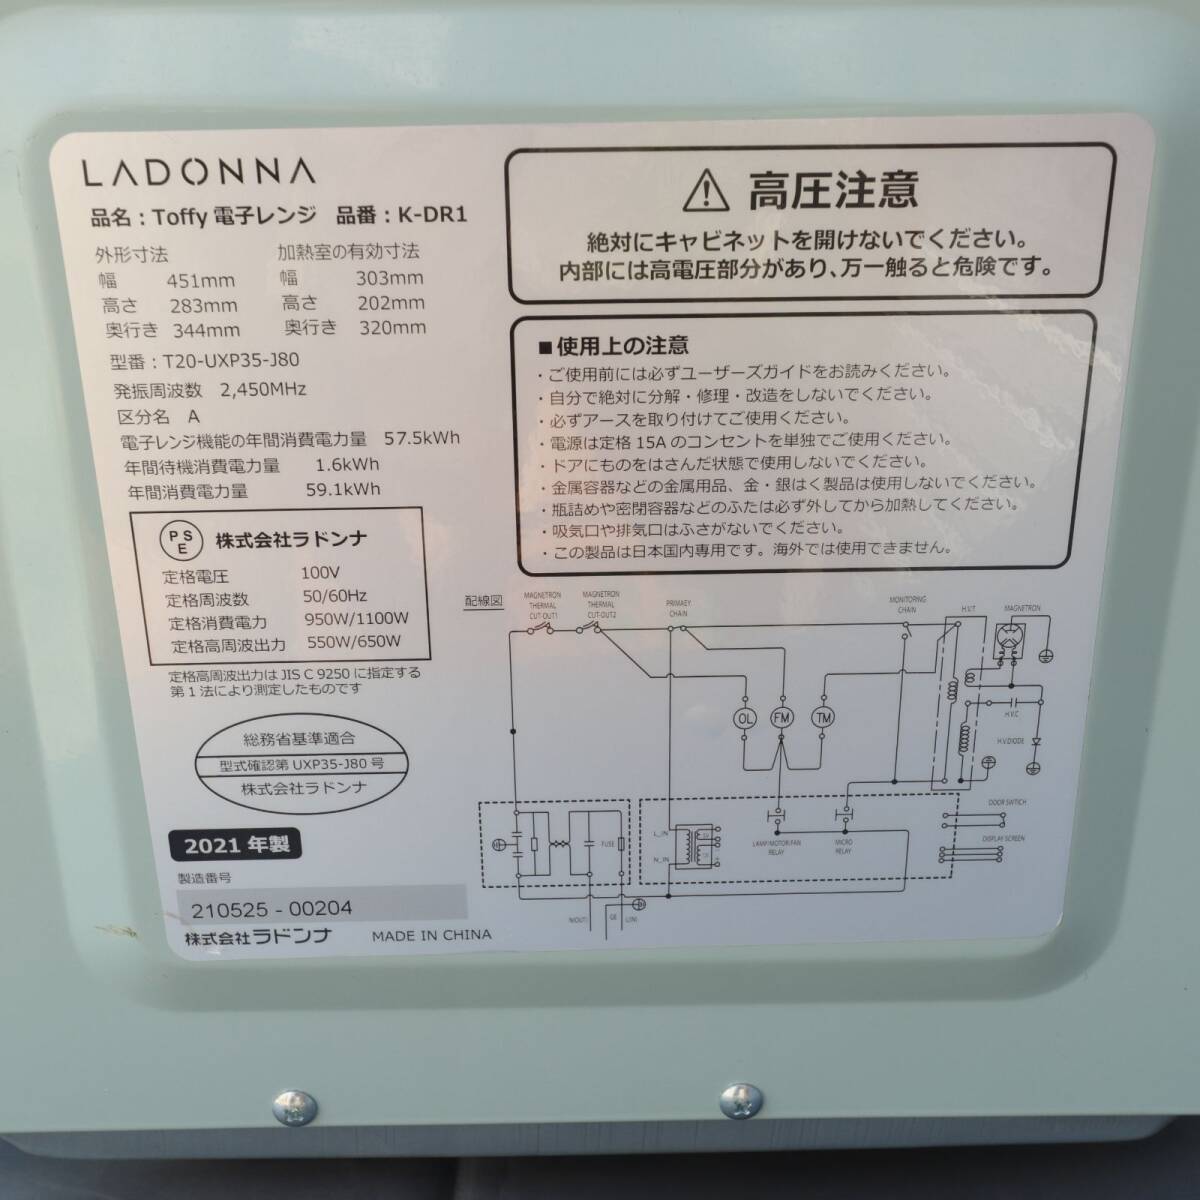 LADONNA
品名：Toffy 電子レンジ 品番：K-DR1
外形寸法 加熱室の有効寸法
幅 451mm 幅 303mm
高さ 283mm 高さ 202mm
奥行き 344mm 奥行き 320mm
型番：T20-UXP35-J80
発振周波数 2,450MHz
区分名 A
電子レンジ機能の年間消費電力量 57.5kWh
年間待機消費電力量 1.6kWh
年間消費電力量 59.1kWh
PSE 株式会社ラドンナ
定格電圧 100V
定格周波数 50/60Hz
定格消費電力 950W/1100W
定格高周波出力 550W/650W
定格高周波出力は JIS C 9250 に指定する
第1法により測定したものです
総務省基準適合
型式確認第 UXP35-J80 号
株式会社ラドンナ
2021 年製
製造番号
210525 - 00204
株式会社ラドンナ MADE IN CHINA
高圧注意
絶対にキャビネットを開けないでください。
内部には高電圧部分があり、万一触ると危険です。
■使用上の注意
・ご使用前には必ずユーザーズガイドをお読みください。
・自分で絶対に分解・修理・改造をしないでください。
・必ずアースを取り付けてご使用ください。
・電源は定格 15A のコンセントを単独でご使用ください。
・ドアにものをはさんだ状態で使用しないでください。
・金属容器などの金属用品、金・銀はく製品は使用しないでください。
・瓶詰めや密閉容器などのふたは必ず外してから加熱してください。
・吸気口や排気口はふさがないでください。
・この製品は日本国内専用です。海外では使用できません。
配線図
MAGNETRON
THERMAL
CUT-OUT1
MAGNETRON
THERMAL
CUT-OUT2
PRIMAEY
CHAIN
MONITORING
CHAIN
H.V.T
MAGNETRON
OL
FM
TM
H.V.C
H.V.DIODE
DOOR SWTICH
DISPLAY SCREEN
L_IN
N_IN
LAMP/MOTOR/FAN
RELAY
MICRO
RELAY
FUSE
N(OUT)
GE
L(IN)